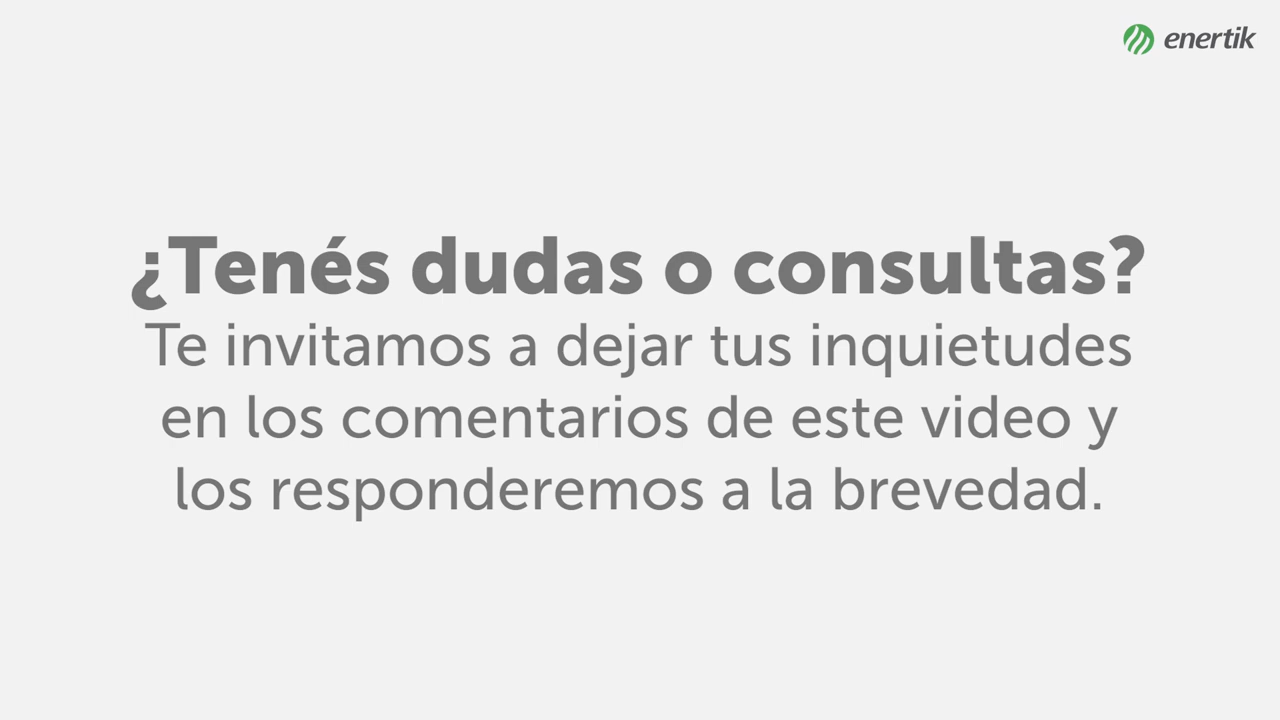 enertik
¿Tenés dudas o consultas?
Te invitamos a dejar tus inquietudes
en los comentarios de este video y
los responderemos a la brevedad.